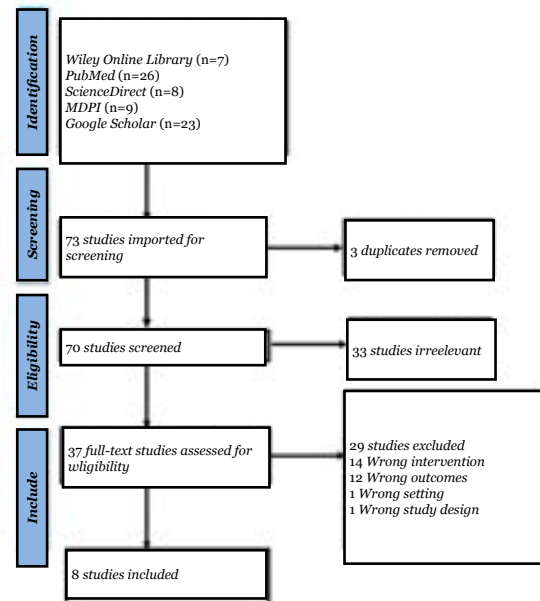 Identification
Wiley Online Library (n=7)
PubMed (n=26)
ScienceDirect (n=8)
MDPI (n=9)
Google Scholar (n=23)
Screening
73 studies imported for
screening
3 duplicates removed
Eligibility
70 studies screened
33 studies irrelevant
Include
37 full-text studies assessed for
wligibility
29 studies excluded
14 Wrong intervention
12 Wrong outcomes
1 Wrong setting
1 Wrong study design
8 studies included